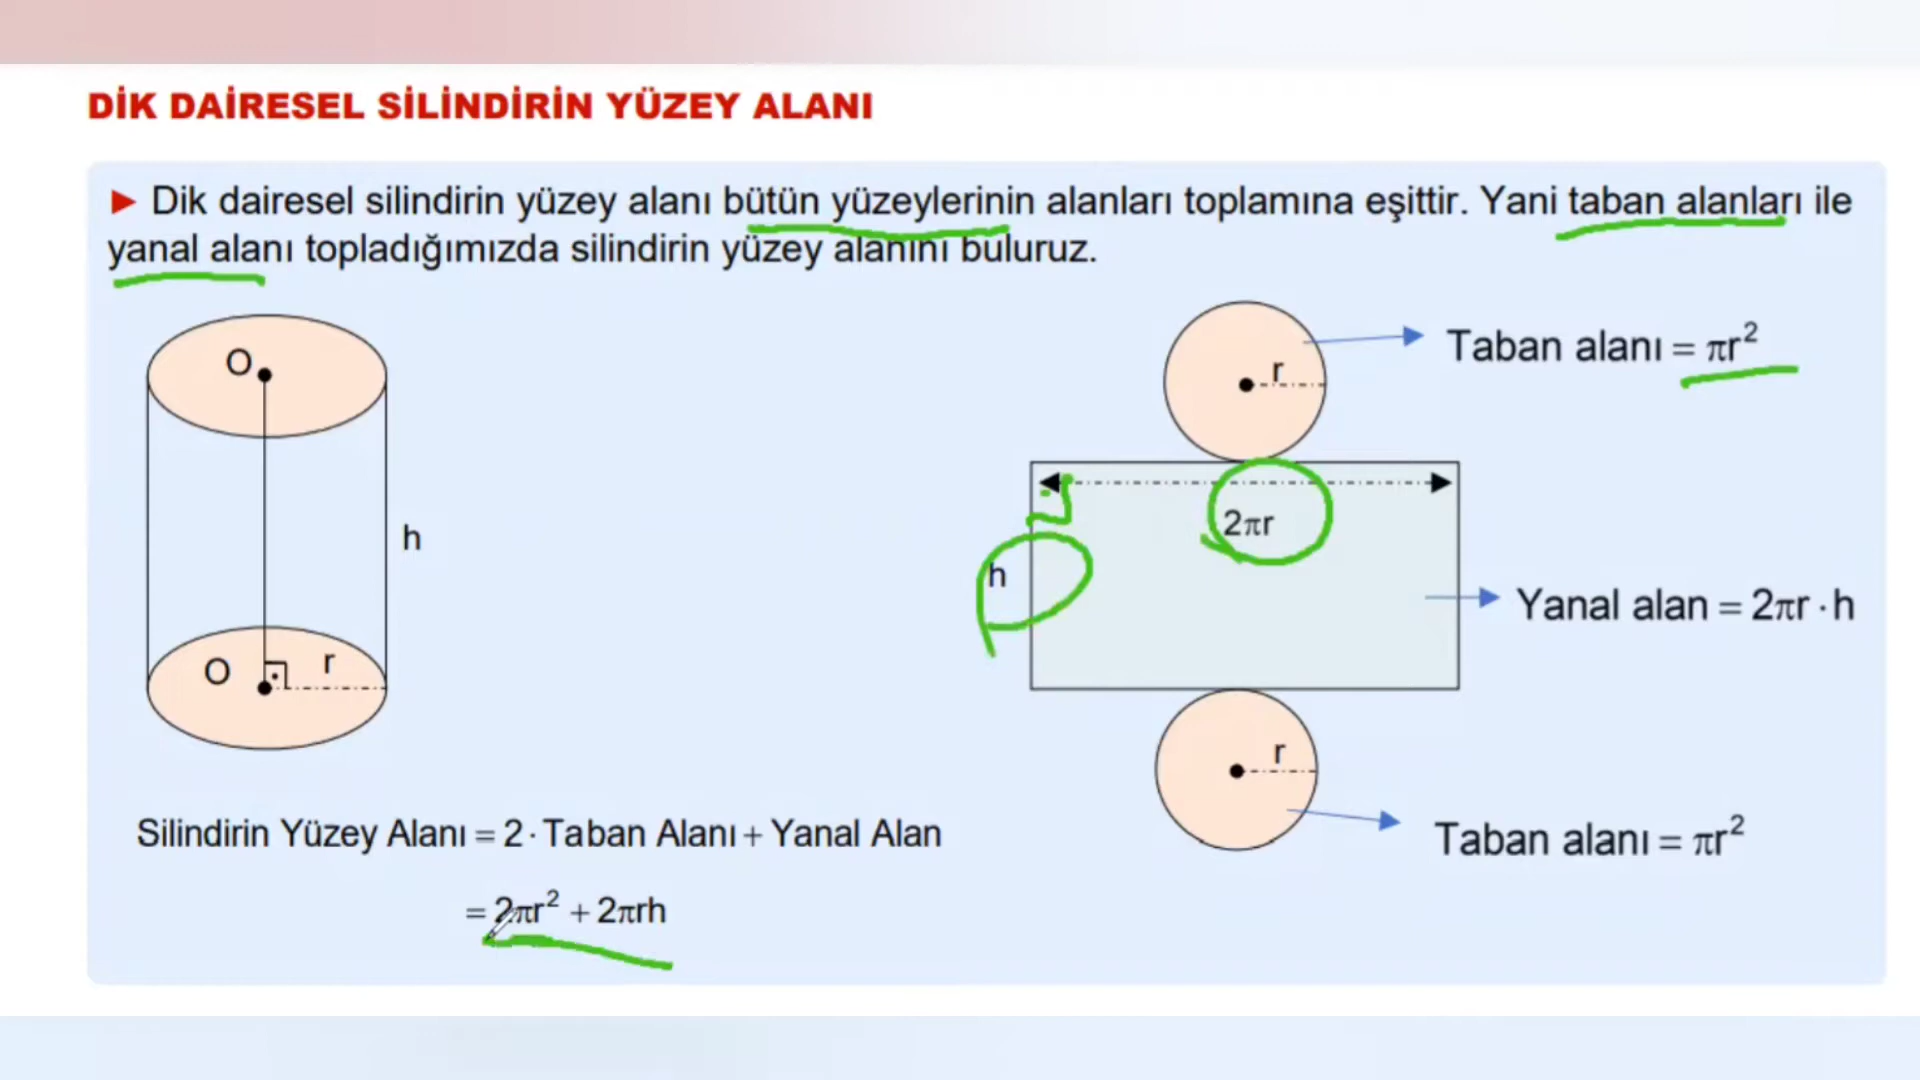 DİK DAİRESEL SİLİNDİRİN YÜZEY ALANI
► Dik dairesel silindirin yüzey alanı bütün yüzeylerinin alanları toplamına eşittir. Yani taban alanları ile
yanal alanı topladığımızda silindirin yüzey alanını buluruz.
O
h
O r
r
Taban alanı = πr²
2πr
h
Yanal alan = 2πr · h
r
Taban alanı = πr²
Silindirin Yüzey Alanı = 2 · Taban Alanı + Yanal Alan
= 2πr² + 2πrh